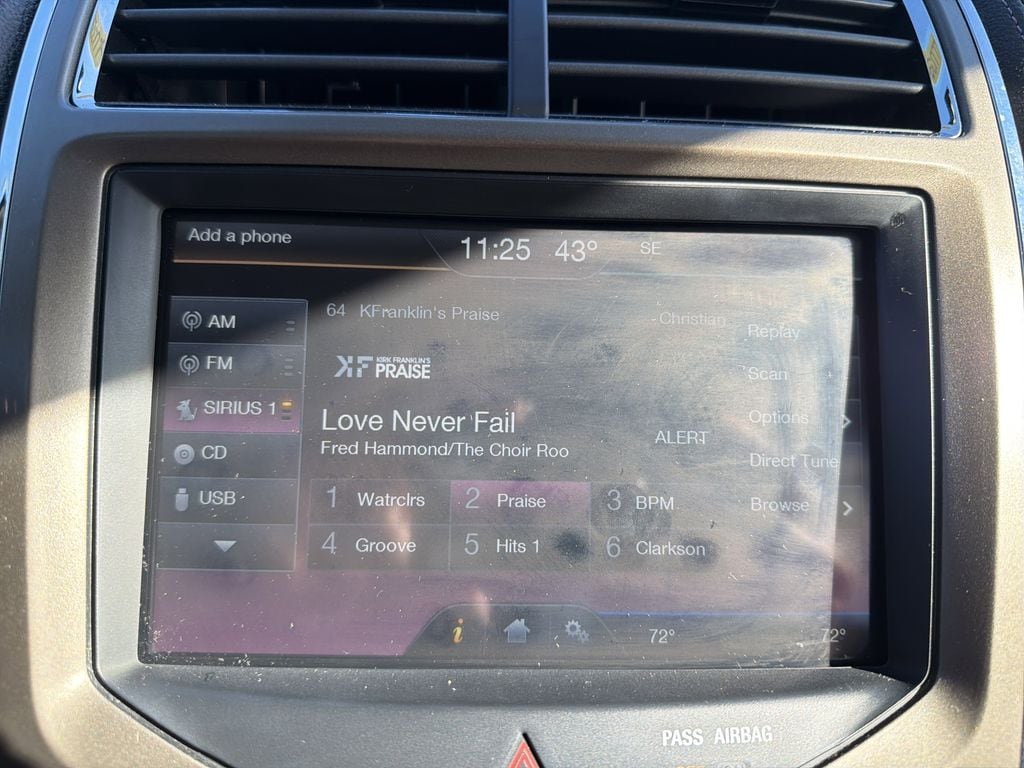 Add a phone
11:25 43° SE
AM
FM
SIRIUS 1
CD
USB
64 KFranklin's Praise
Christian
KF KIRK FRANKLIN'S
PRAISE
Love Never Fail
Fred Hammond/The Choir Roo
ALERT
1 Watrclrs 2 Praise 3 BPM
4 Groove 5 Hits 1 6 Clarkson
Replay
Scan
Options
Direct Tune
Browse
i
72° 72°
PASS AIRBAG